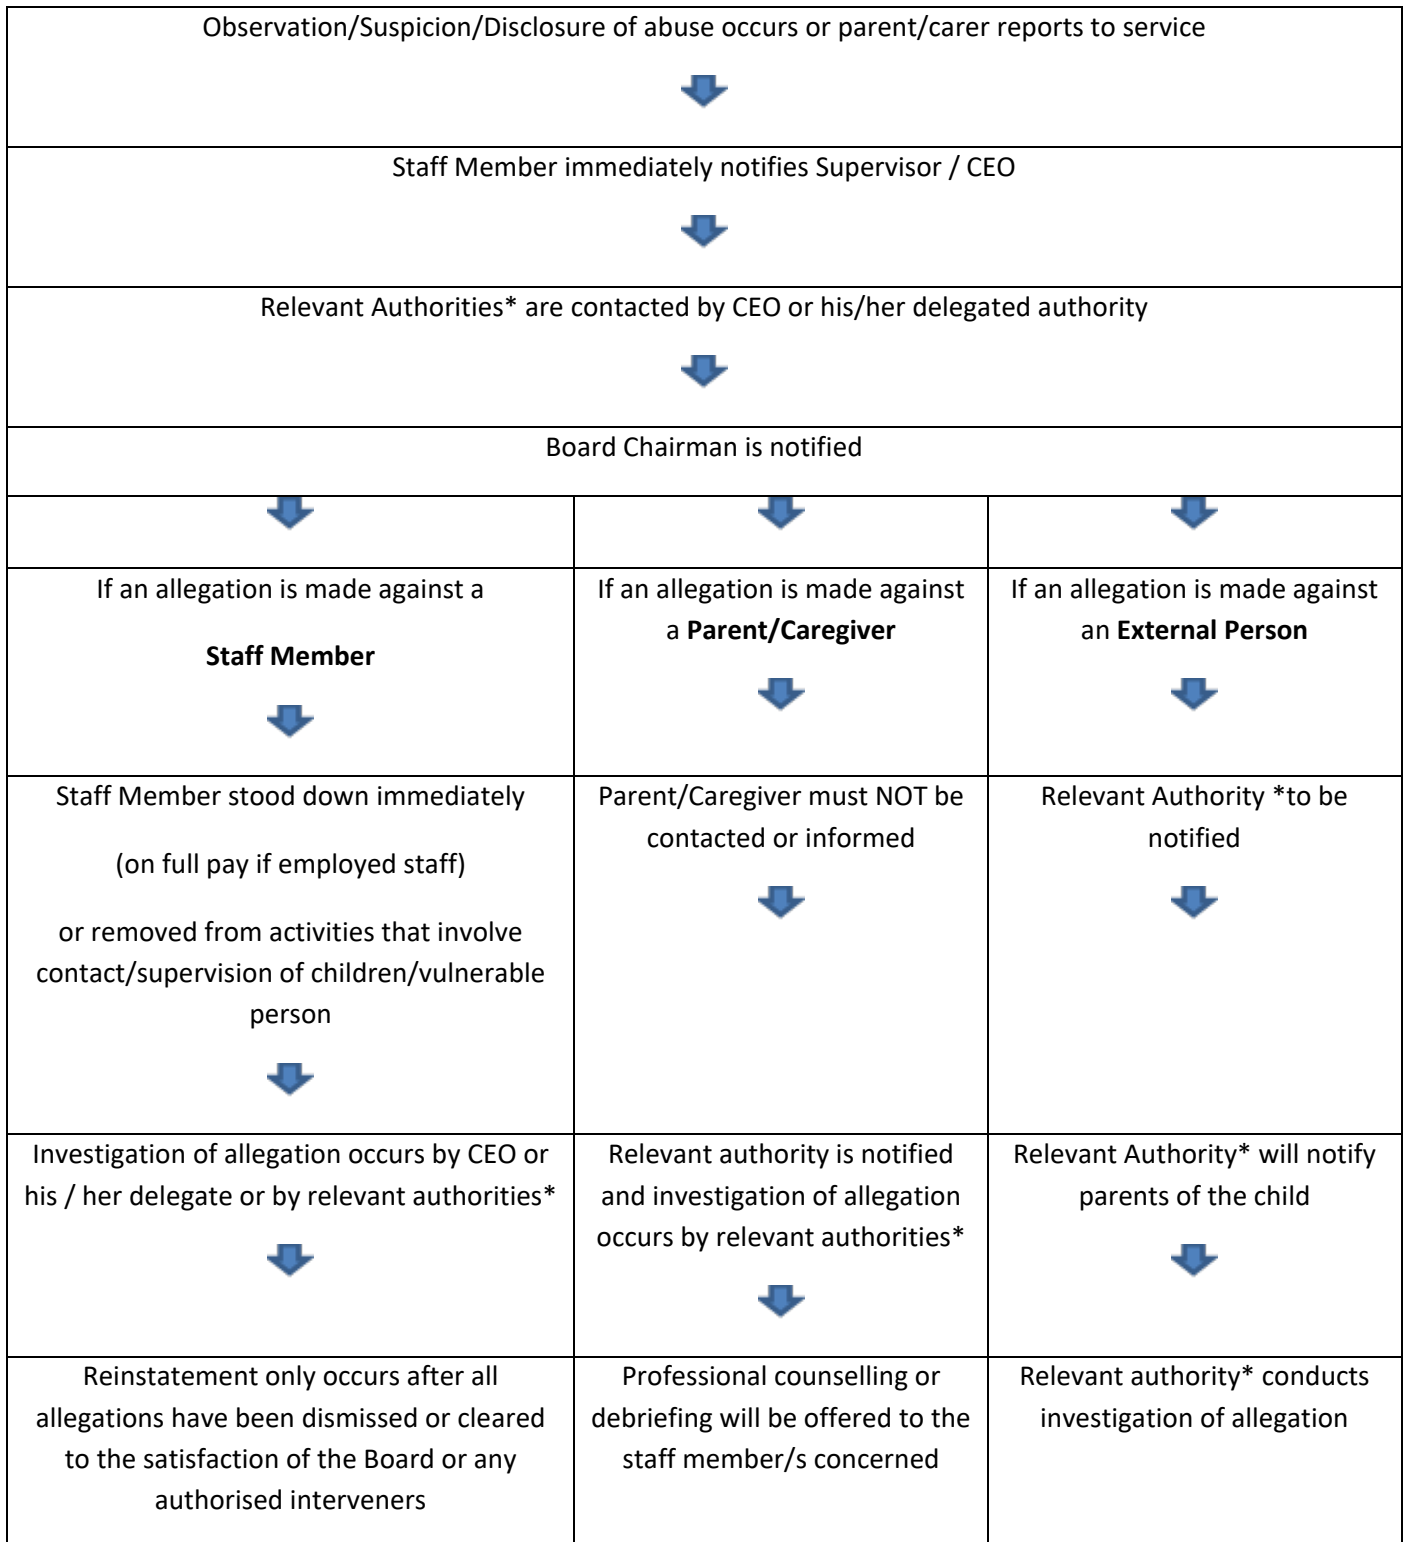 Observation/Suspicion/Disclosure of abuse occurs or parent/carer reports to service
Staff Member immediately notifies Supervisor / CEO
Relevant Authorities* are contacted by CEO or his/her delegated authority
Board Chairman is notified
If an allegation is made against a
Staff Member
If an allegation is made against
a Parent/Caregiver
If an allegation is made against
an External Person
Staff Member stood down immediately
(on full pay if employed staff)
or removed from activities that involve
contact/supervision of children/vulnerable
person
Parent/Caregiver must NOT be
contacted or informed
Relevant Authority *to be
notified
Investigation of allegation occurs by CEO or
his / her delegate or by relevant authorities*
Relevant authority is notified
and investigation of allegation
occurs by relevant authorities*
Relevant Authority* will notify
parents of the child
Reinstatement only occurs after all
allegations have been dismissed or cleared
to the satisfaction of the Board or any
authorised interveners
Professional counselling or
debriefing will be offered to the
staff member/s concerned
Relevant authority* conducts
investigation of allegation